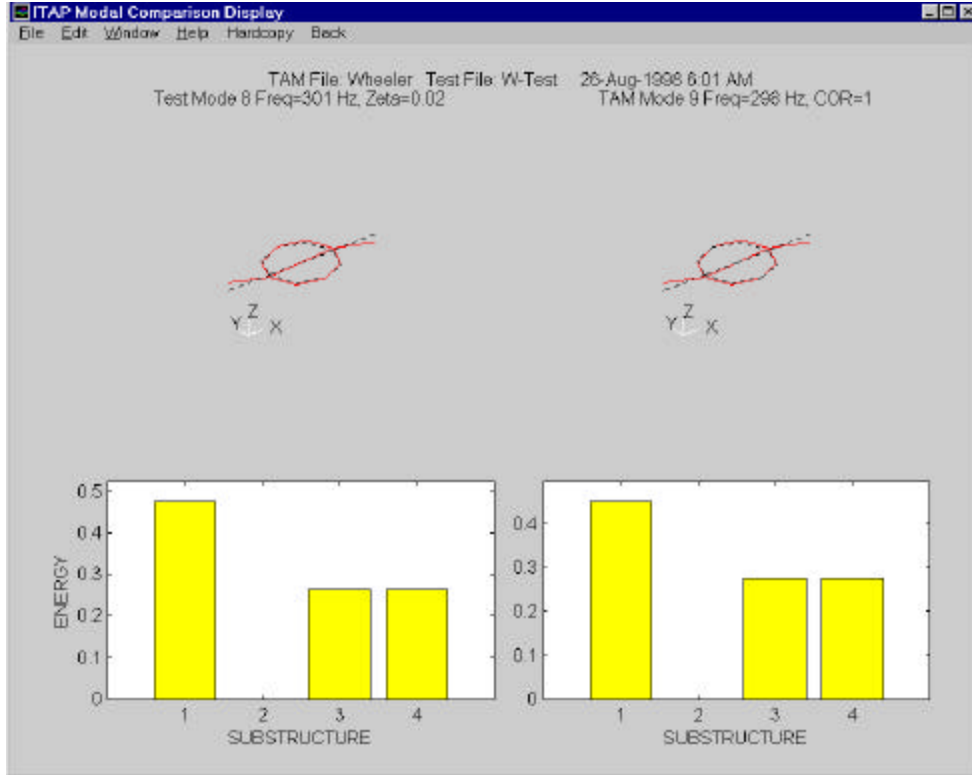 ITAP Modal Comparison Display
File Edit Window Help Hardcopy Back
TAM File: Wheeler Test File: W-Test 26-Aug-1998 6:01 AM
Test Mode 8 Freq=301 Hz, Zeta=0.02 TAM Mode 9 Freq=298 Hz, COR=1
Z
Y X
Z
Y X
0.5
0.4
0.3
0.2
0.1
0
ENERGY
1 2 3 4
SUBSTRUCTURE
0.4
0.3
0.2
0.1
0
1 2 3 4
SUBSTRUCTURE